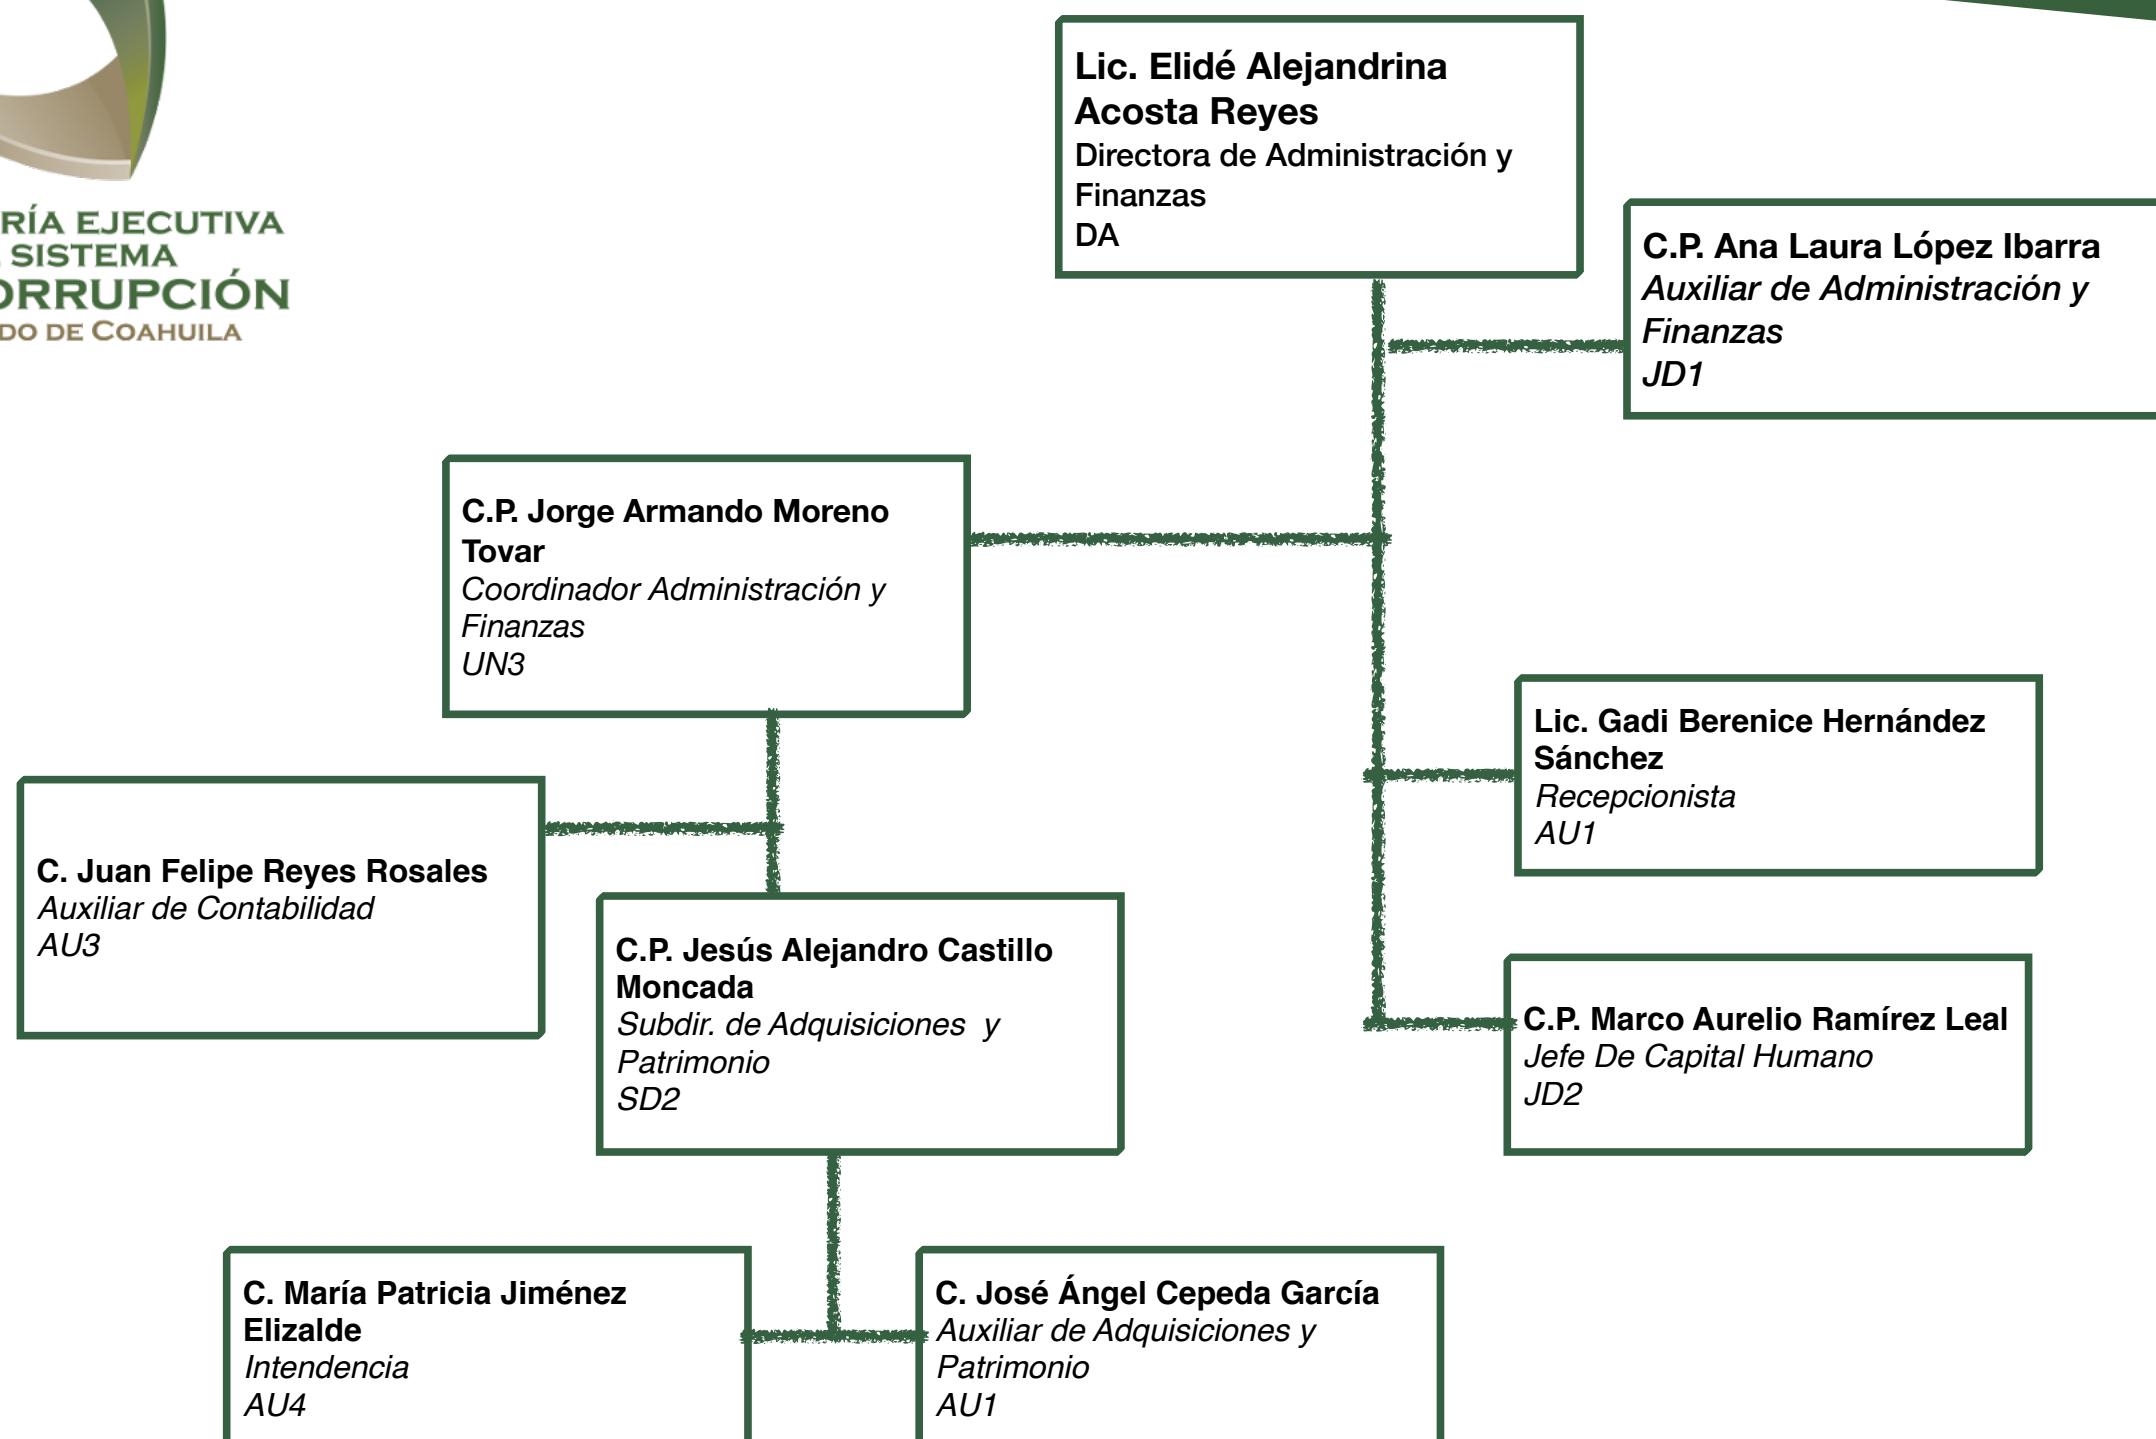 RÍA EJECUTIVA
SISTEMA
ORRUPCIÓN
DO DE COAHUILA
Lic. Elidé Alejandrina
Acosta Reyes
Directora de Administración y
Finanzas
DA
C.P. Ana Laura López Ibarra
Auxiliar de Administración y
Finanzas
JD1
C.P. Jorge Armando Moreno
Tovar
Coordinador Administración y
Finanzas
UN3
Lic. Gadi Berenice Hernández
Sánchez
Recepcionista
AU1
C. Juan Felipe Reyes Rosales
Auxiliar de Contabilidad
AU3
C.P. Jesús Alejandro Castillo
Moncada
Subdir. de Adquisiciones y
Patrimonio
SD2
C.P. Marco Aurelio Ramírez Leal
Jefe De Capital Humano
JD2
C. María Patricia Jiménez
Elizalde
Intendencia
AU4
C. José Ángel Cepeda García
Auxiliar de Adquisiciones y
Patrimonio
AU1